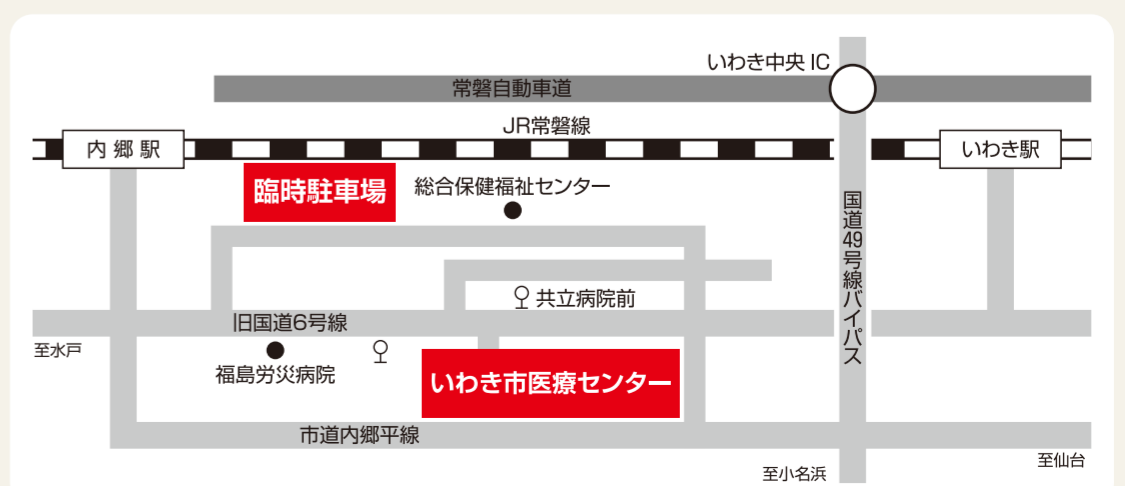 いわき中央 IC
常磐自動車道
JR常磐線
内郷駅
いわき駅
臨時駐車場
総合保健福祉センター
国道49号線バイパス
共立病院前
旧国道6号線
至水戸
福島労災病院
いわき市医療センター
市道内郷平線
至仙台
至小名浜